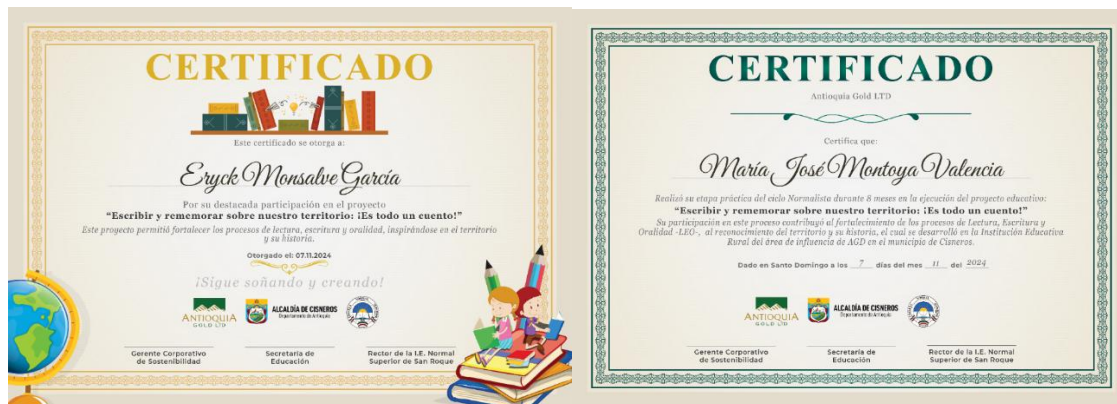 CERTIFICADO
Este certificado se otorga a:
Eryck Monsalve García
Por su destacada participación en el proyecto
“Escribir y rememorar sobre nuestro territorio: ¡Es todo un cuento!”
Este proyecto permitió fortalecer los procesos de lectura, escritura y oralidad, inspirándose en el territorio
y su historia.
Otorgado el: 07.11.2024
¡Sigue soñando y creando!
ANTIOQUIA
GOLD LTD
ALCALDÍA DE CISNEROS
Departamento de Antioquia
Gerente Corporativo
de Sostenibilidad
Secretaría de
Educación
Rector de la I.E. Normal
Superior de San Roque
CERTIFICADO
Antioquia Gold LTD
Certifica que:
María José Montoya Valencia
Realizó su etapa práctica del ciclo Normalista durante 8 meses en la ejecución del proyecto educativo:
“Escribir y rememorar sobre nuestro territorio: ¡Es todo un cuento!”
Su participación en este proceso contribuyó al fortalecimiento de los procesos de Lectura, Escritura y
Oralidad -LEO-, al reconocimiento del territorio y su historia, el cual se desarrolló en la Institución Educativa
Rural del área de influencia de AGD en el municipio de Cisneros.
Dado en Santo Domingo a los 7 días del mes 11 del 2024
ANTIOQUIA
GOLD LTD
ALCALDÍA DE CISNEROS
Departamento de Antioquia
Gerente Corporativo
de Sostenibilidad
Secretaría de
Educación
Rector de la I.E. Normal
Superior de San Roque